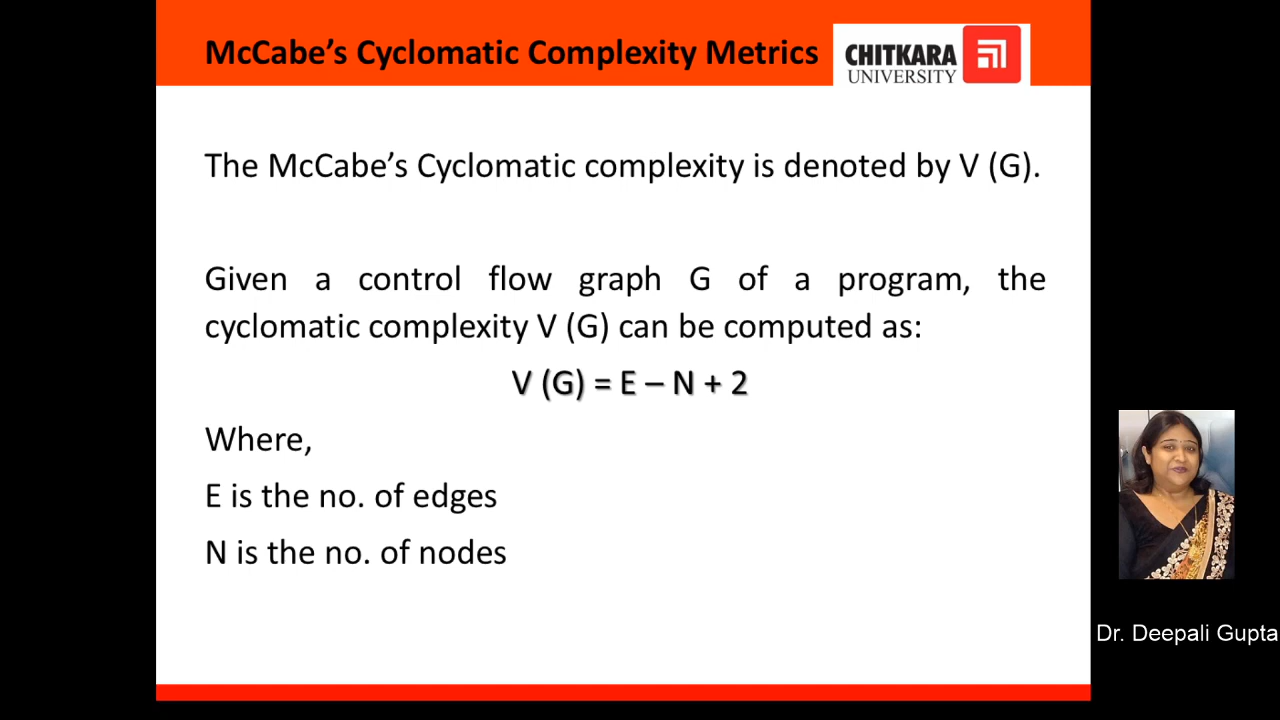 McCabe’s Cyclomatic Complexity Metrics
CHITKARA
UNIVERSITY
The McCabe’s Cyclomatic complexity is denoted by V (G).
Given a control flow graph G of a program, the
cyclomatic complexity V (G) can be computed as:
V (G) = E – N + 2
Where,
E is the no. of edges
N is the no. of nodes
Dr. Deepali Gupta